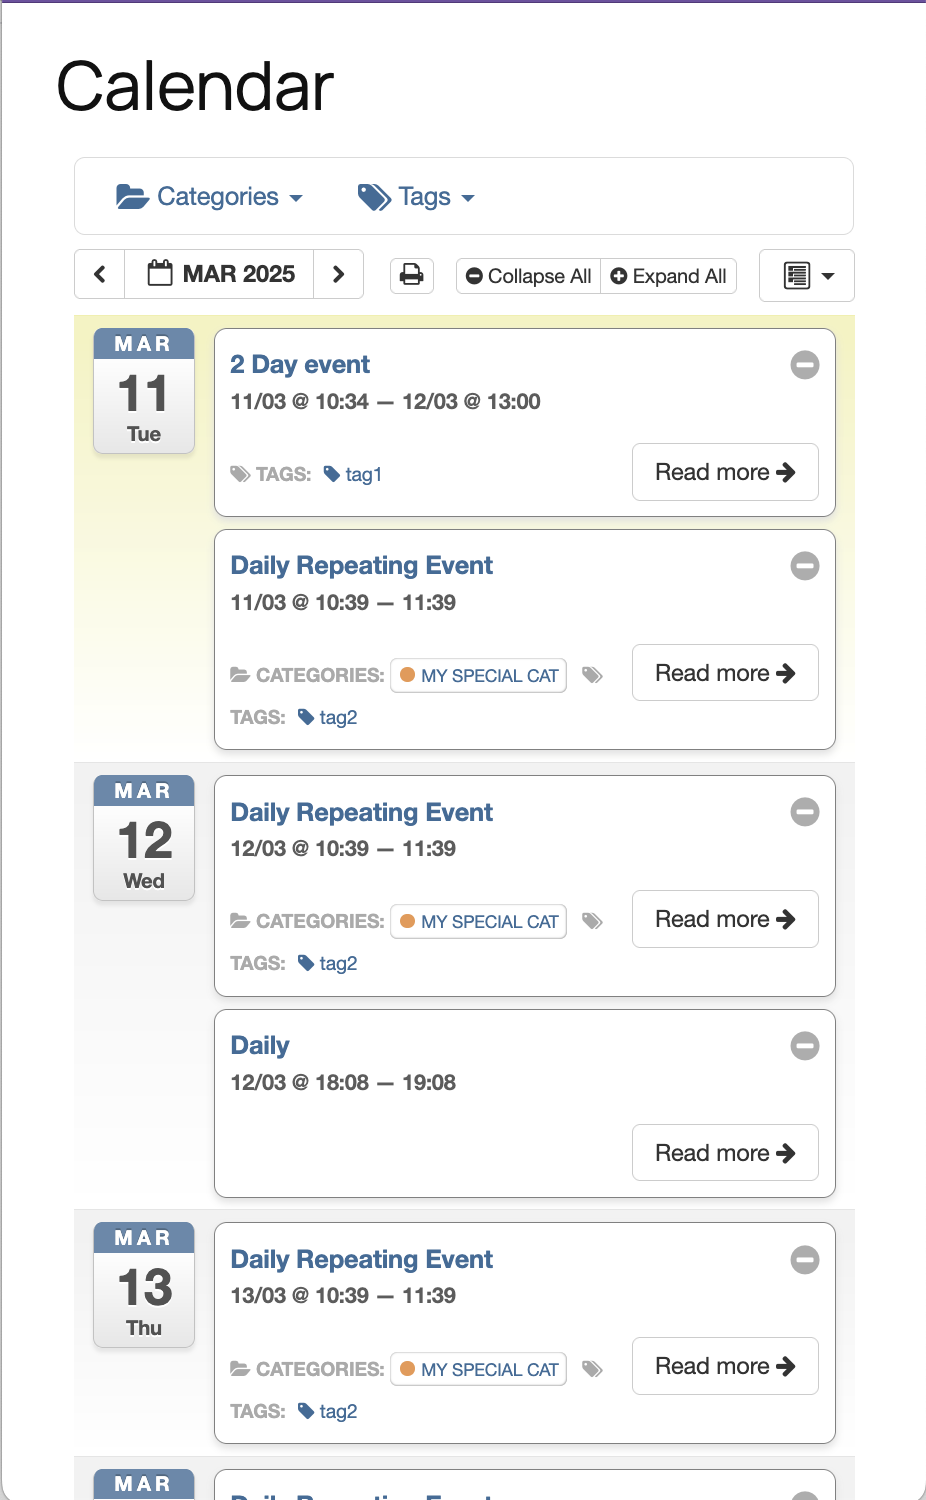 Calendar
Categories Tags
MAR 2025 Collapse All Expand All
MAR
11
Tue
2 Day event
11/03 @ 10:34 — 12/03 @ 13:00
TAGS: tag1
Read more
Daily Repeating Event
11/03 @ 10:39 — 11:39
CATEGORIES: MY SPECIAL CAT
Read more
TAGS: tag2
MAR
12
Wed
Daily Repeating Event
12/03 @ 10:39 — 11:39
CATEGORIES: MY SPECIAL CAT
Read more
TAGS: tag2
Daily
12/03 @ 18:08 — 19:08
Read more
MAR
13
Thu
Daily Repeating Event
13/03 @ 10:39 — 11:39
CATEGORIES: MY SPECIAL CAT
Read more
TAGS: tag2
MAR
Daily Repeating Event